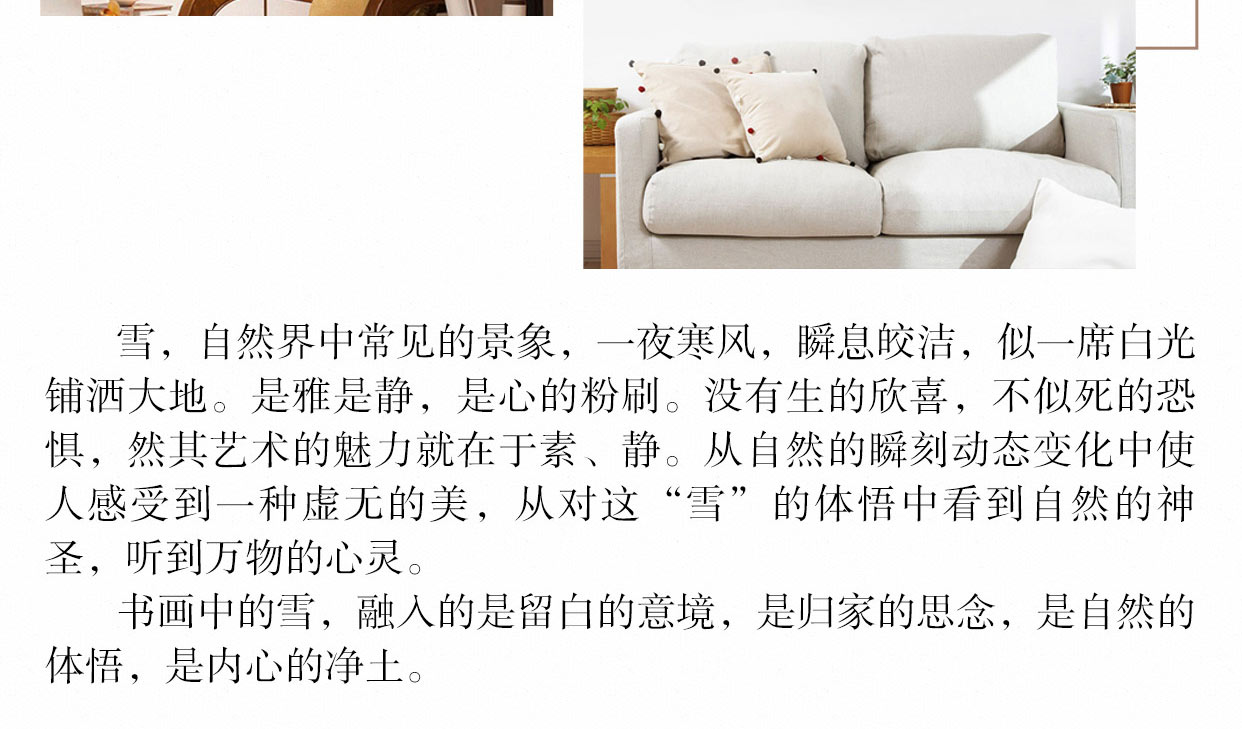 雪，自然界中常见的景象，一夜寒风，瞬息皎洁，似一席白光
铺洒大地。是雅是静，是心的粉刷。没有生的欣喜，不似死的恐
惧，然其艺术的魅力就在于素、静。从自然的瞬刻动态变化中使
人感受到一种虚无的美，从对这“雪”的体悟中看到自然的神
圣，听到万物的心灵。
书画中的雪，融入的是留白的意境，是归家的思念，是自然的
体悟，是内心的净土。